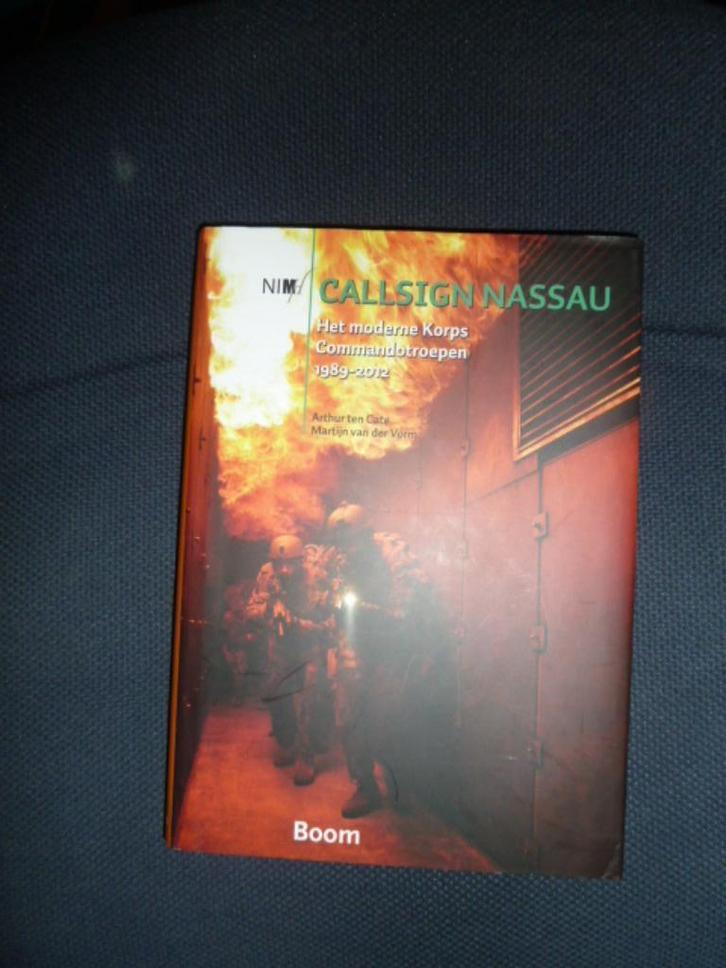 NIMH
CALLSIGN NASSAU
Het moderne Korps
Commandotroepen
1989-2012
Arthur ten Cate
Martijn van der Vorm
Boom